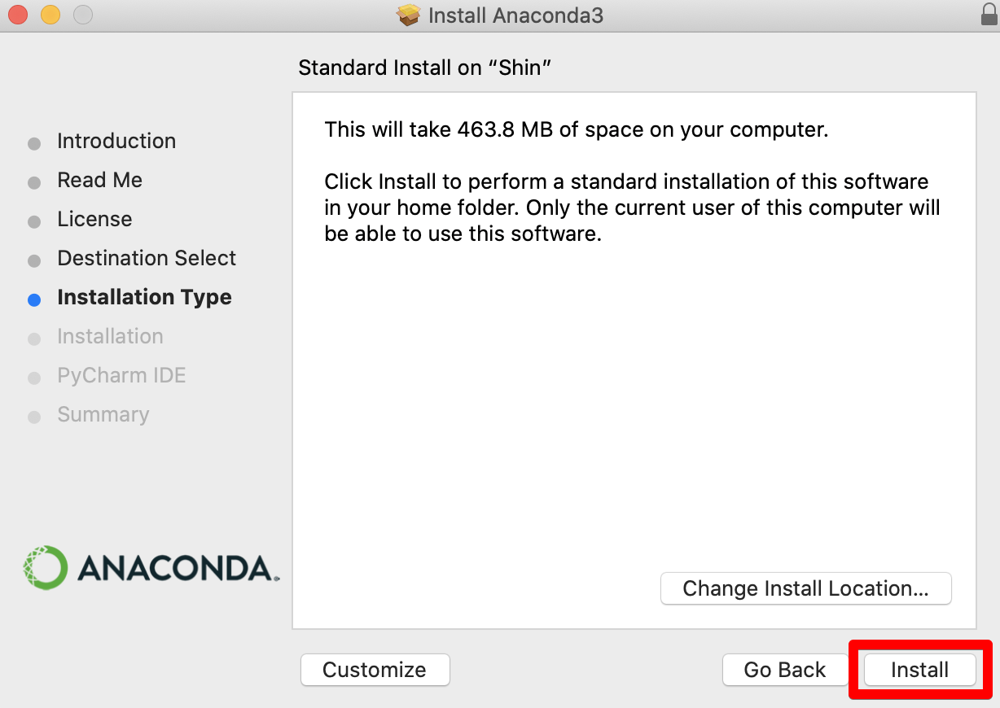 Install Anaconda3
Standard Install on “Shin”
Introduction
Read Me
License
Destination Select
Installation Type
Installation
PyCharm IDE
Summary
This will take 463.8 MB of space on your computer.
Click Install to perform a standard installation of this software
in your home folder. Only the current user of this computer will
be able to use this software.
ANACONDA.
Change Install Location...
Customize
Go Back
Install